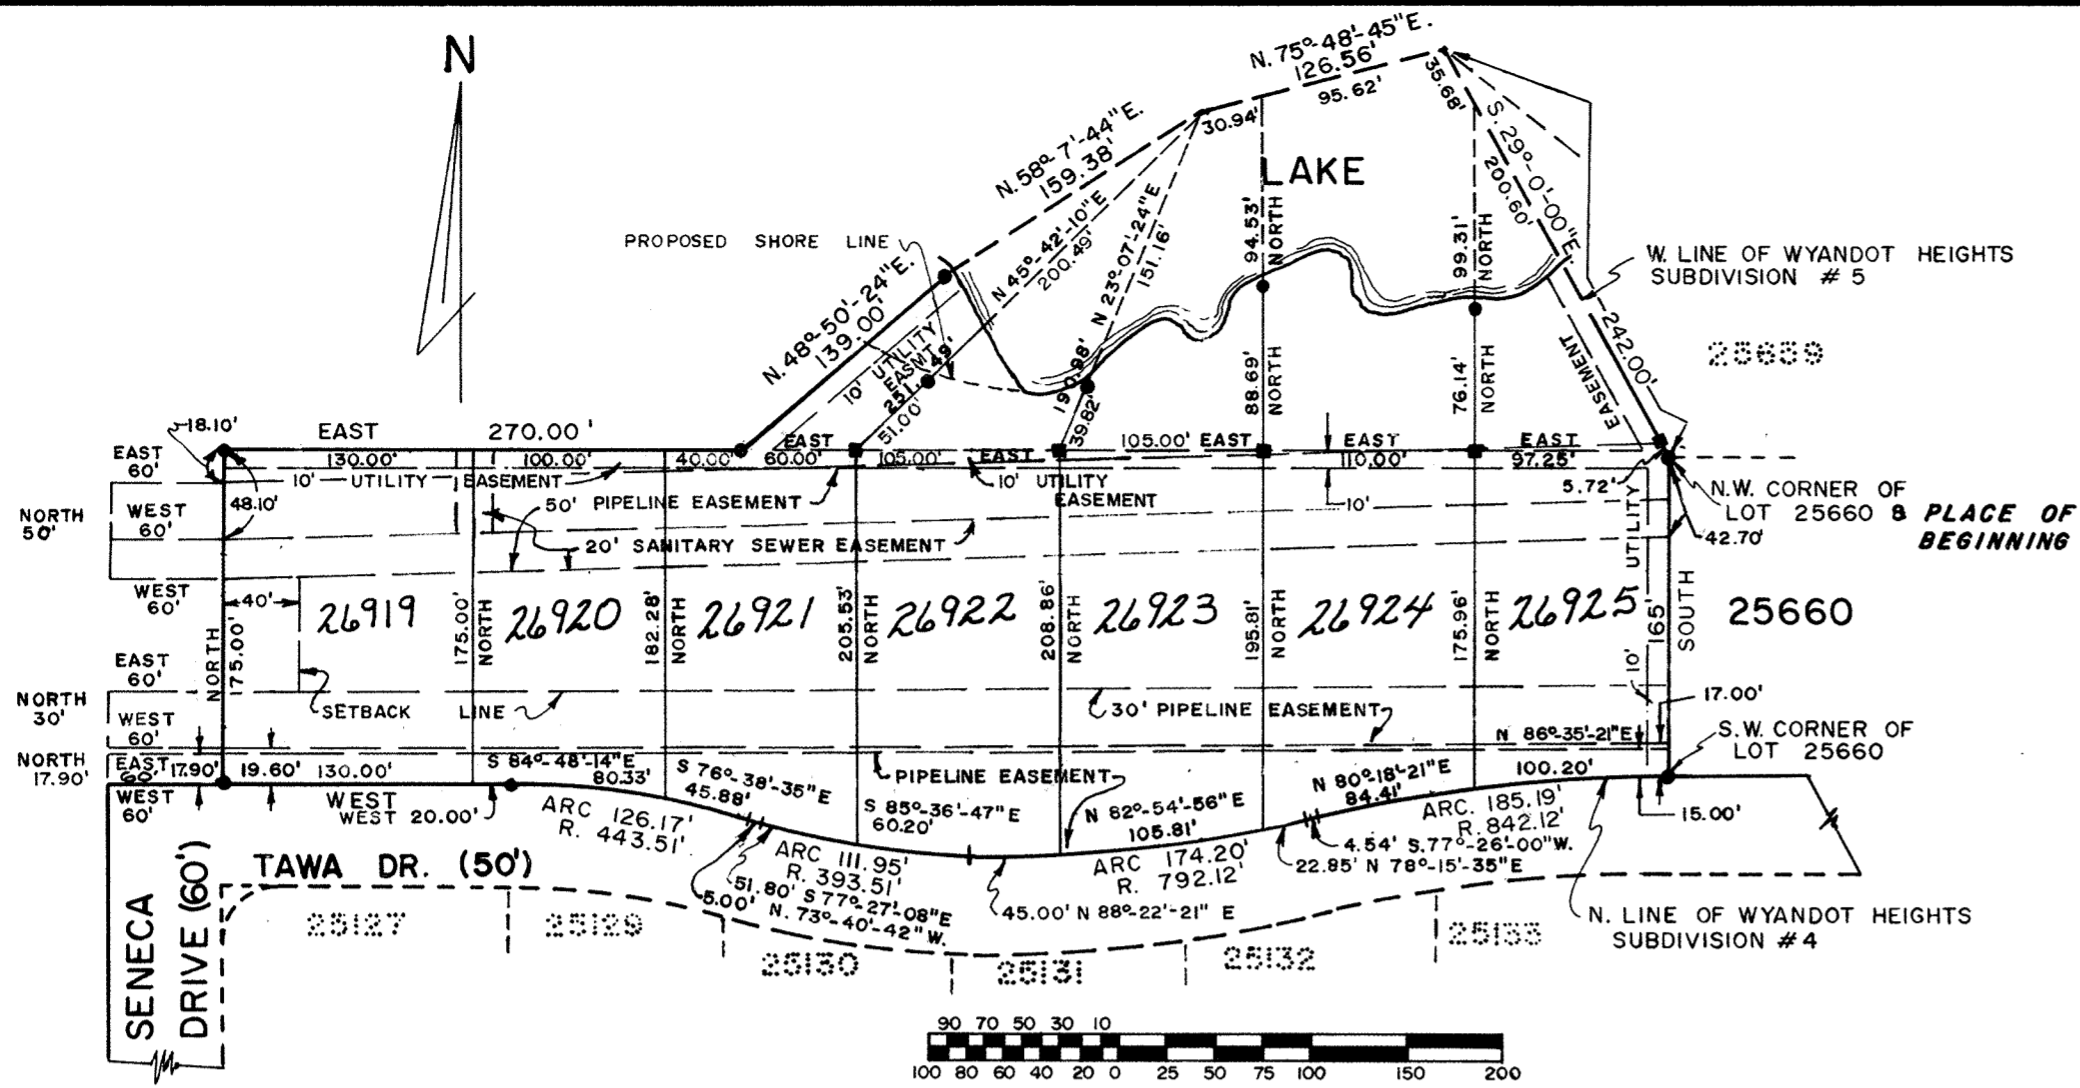 N
N. 75°-48'-45"E.
126.56'
95.62'
30.94'
35.68'
S. 29°-0'-00"E
200.60'
242.00'
N. 58°-7'-44"E.
159.38'
LAKE
PROPOSED SHORE LINE
N 45°-42'-10"E
200.49'
N 23°-07'-24"E
151.16'
94.53'
NORTH
99.31'
NORTH
W. LINE OF WYANDOT HEIGHTS
SUBDIVISION # 5
N. 48°-50'-24"E.
139.00'
10' UTILITY
EASMT
251.49'
51.00'
190.98'
39.82'
88.69'
NORTH
76.14'
NORTH
EASEMENT
25659
18.10'
EAST 270.00'
EAST
60'
130.00'
100.00'
40.00'
EAST
60.00'
105.00'
EAST
105.00' EAST
EAST
110.00'
EAST
97.25'
10' UTILITY EASEMENT
50' PIPELINE EASEMENT
10' UTILITY
EASEMENT
10'
5.72'
UTILITY
N.W. CORNER OF
LOT 25660 & PLACE OF
BEGINNING
42.70'
NORTH
50'
WEST
60'
48.10'
20' SANITARY SEWER EASEMENT
WEST
60'
40'
NORTH
175.00'
26919
175.00'
NORTH
26920
182.28'
NORTH
26921
205.53'
NORTH
26922
208.86'
NORTH
26923
195.81'
NORTH
26924
175.96'
NORTH
26925
165'
SOUTH
25660
10'
EAST
60'
NORTH
30'
WEST
60'
SETBACK LINE
30' PIPELINE EASEMENT
17.00'
N 86°-35'-21"E
S.W. CORNER OF
LOT 25660
NORTH
17.90'
EAST
60'
WEST
60'
17.90'
19.60'
130.00'
WEST
WEST 20.00'
S 84°-48'-14"E
80.33'
S 76°-38'-35"E
45.88'
PIPELINE EASEMENT
S 85°-36'-47"E
60.20'
N 82°-54'-56"E
105.81'
N 80°-18'-21"E
84.41'
100.20'
15.00'
ARC 126.17'
R. 443.51'
ARC 111.95'
R. 393.51'
51.80' S 77°-27'-08"E
5.00' N. 73°-40'-42"W.
ARC 174.20'
R. 792.12'
45.00' N 88°-22'-21" E
ARC. 185.19'
R. 842.12'
4.54' S.77°-26'-00"W.
22.85' N 78°-15'-35"E
N. LINE OF WYANDOT HEIGHTS
SUBDIVISION #4
TAWA DR. (50')
SENECA
DRIVE (60')
25127
25129
25130
25131
25132
25133
90 70 50 30 10
100 80 60 40 20 0 25 50 75 100 150 200